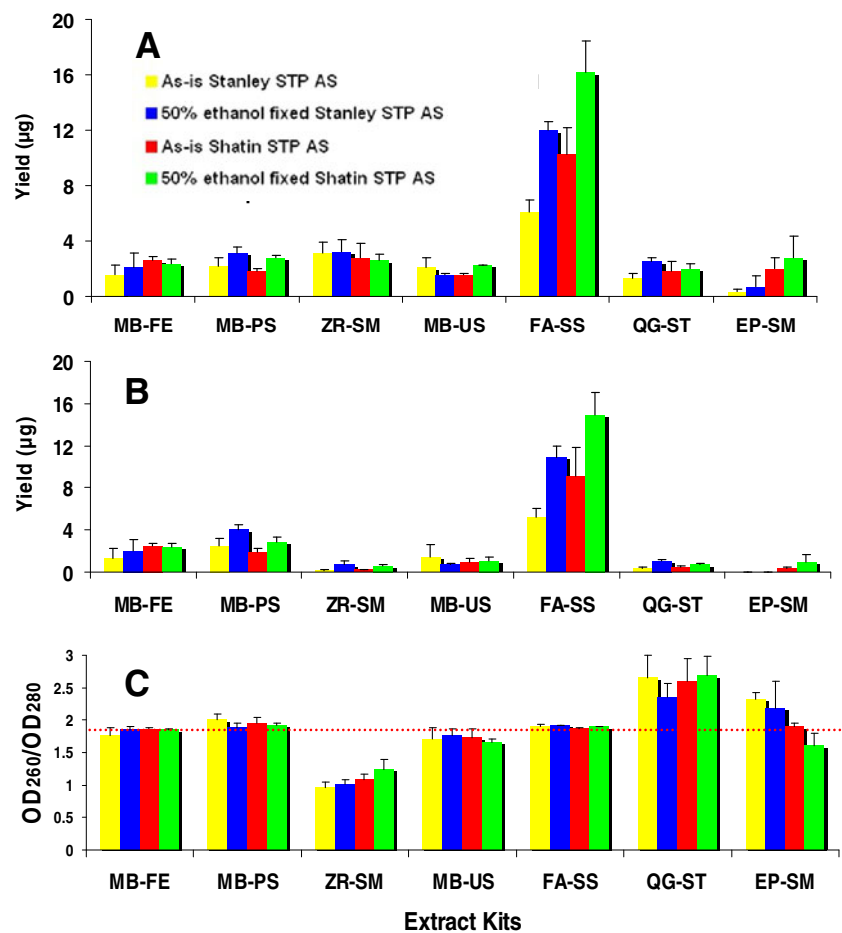 A
As-is Stanley STP AS
50% ethanol fixed Stanley STP AS
As-is Shatin STP AS
50% ethanol fixed Shatin STP AS
Yield (µg)
20
16
12
8
4
0
MB-FE MB-PS ZR-SM MB-US FA-SS QG-ST EP-SM
B
Yield (µg)
20
16
12
8
4
0
MB-FE MB-PS ZR-SM MB-US FA-SS QG-ST EP-SM
C
OD260/OD280
3
2.5
2
1.5
1
0.5
0
MB-FE MB-PS ZR-SM MB-US FA-SS QG-ST EP-SM
Extract Kits